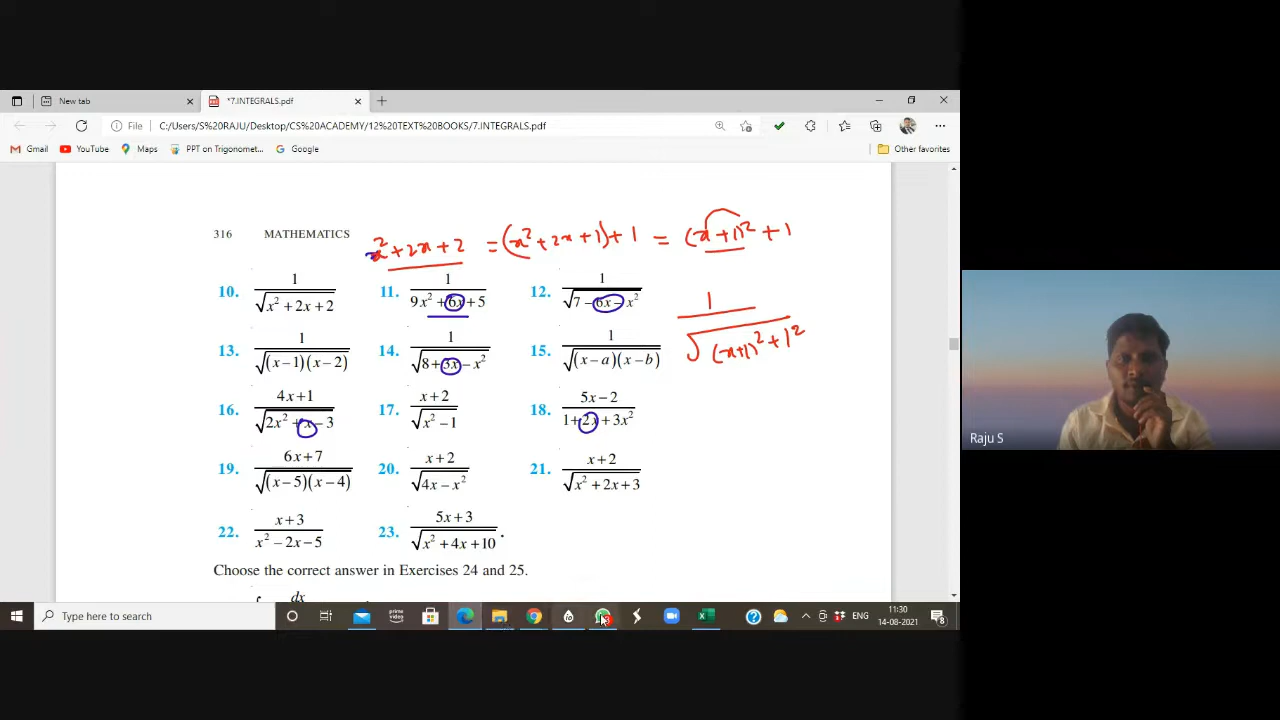 New tab
*7.INTEGRALS.pdf
File
C:/Users/S%20RAJU/Desktop/CS%20ACADEMY/12%20TEXT%20BOOKS/7.INTEGRALS.pdf
Gmail YouTube Maps PPT on Trigonomet... Google Other favorites
316 MATHEMATICS
x² + 2x + 2 = (x² + 2x + 1) + 1 = (x + 1)² + 1
10. 1/√(x² + 2x + 2) 11. 1/(9x² + 6x + 5) 12. 1/√(7 − 6x − x²)
1/√((x+1)² + 1²)
13. 1/√((x−1)(x−2)) 14. 1/√(8 + 3x − x²) 15. 1/√((x−a)(x−b))
16. (4x+1)/√(2x² + x − 3) 17. (x+2)/√(x² − 1) 18. (5x−2)/(1 + 2x + 3x²)
19. (6x+7)/√((x−5)(x−4)) 20. (x+2)/√(4x − x²) 21. (x+2)/√(x² + 2x + 3)
22. (x+3)/(x² − 2x − 5) 23. (5x+3)/√(x² + 4x + 10) .
Choose the correct answer in Exercises 24 and 25.
dx
Raju S
Type here to search
prime video
ENG
11:30
14-08-2021
8